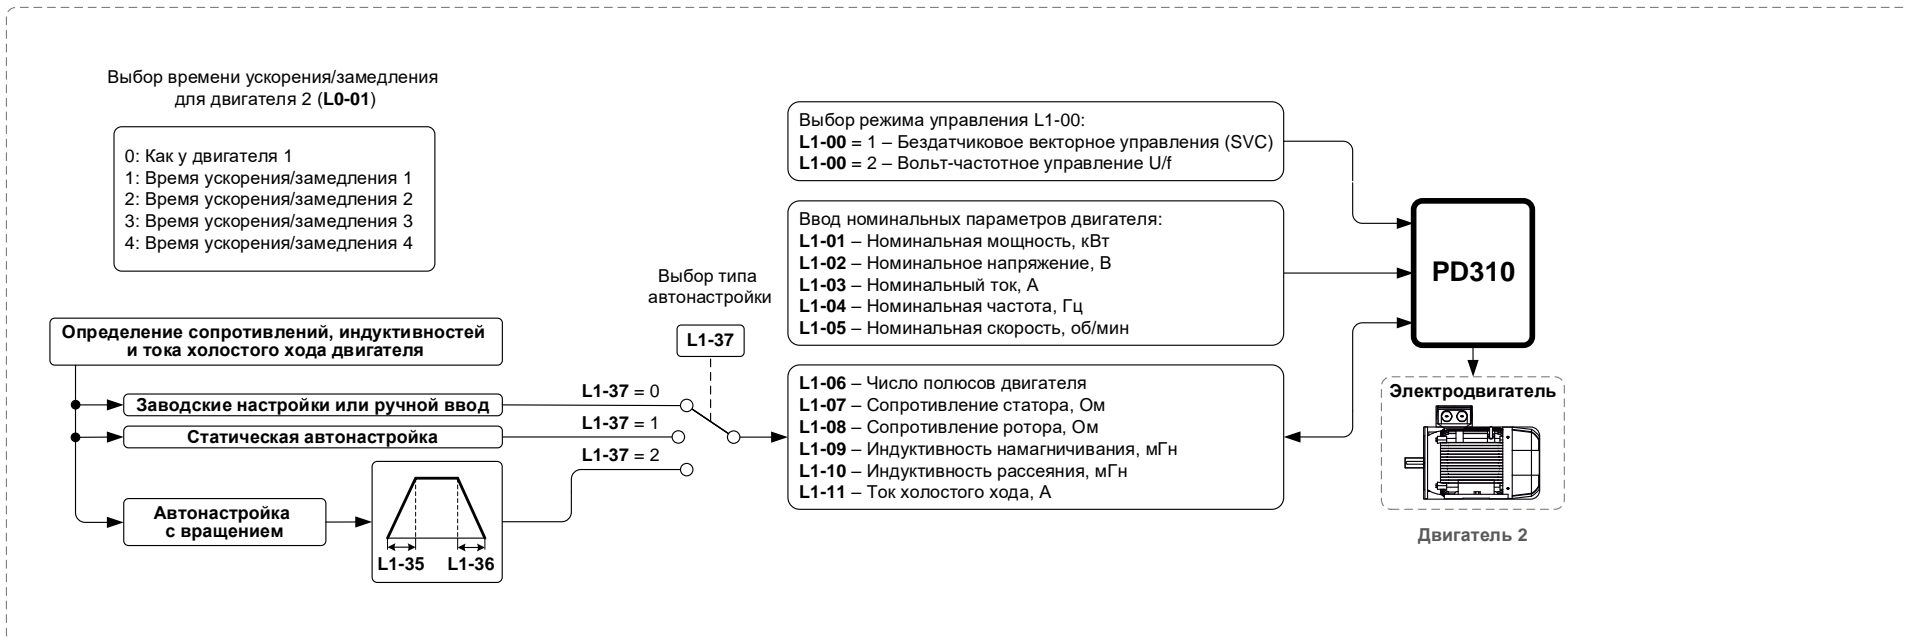 Выбор времени ускорения/замедления
для двигателя 2 (L0-01)
0: Как у двигателя 1
1: Время ускорения/замедления 1
2: Время ускорения/замедления 2
3: Время ускорения/замедления 3
4: Время ускорения/замедления 4
Определение сопротивлений, индуктивностей
и тока холостого хода двигателя
Заводские настройки или ручной ввод
Статическая автонастройка
Автонастройка
с вращением
L1-35
L1-36
L1-37 = 0
L1-37 = 1
L1-37 = 2
Выбор типа
автонастройки
L1-37
Выбор режима управления L1-00:
L1-00 = 1 – Бездатчиковое векторное управления (SVC)
L1-00 = 2 – Вольт-частотное управление U/f
Ввод номинальных параметров двигателя:
L1-01 – Номинальная мощность, кВт
L1-02 – Номинальное напряжение, В
L1-03 – Номинальный ток, А
L1-04 – Номинальная частота, Гц
L1-05 – Номинальная скорость, об/мин
L1-06 – Число полюсов двигателя
L1-07 – Сопротивление статора, Ом
L1-08 – Сопротивление ротора, Ом
L1-09 – Индуктивность намагничивания, мГн
L1-10 – Индуктивность рассеяния, мГн
L1-11 – Ток холостого хода, А
PD310
Электродвигатель
Двигатель 2